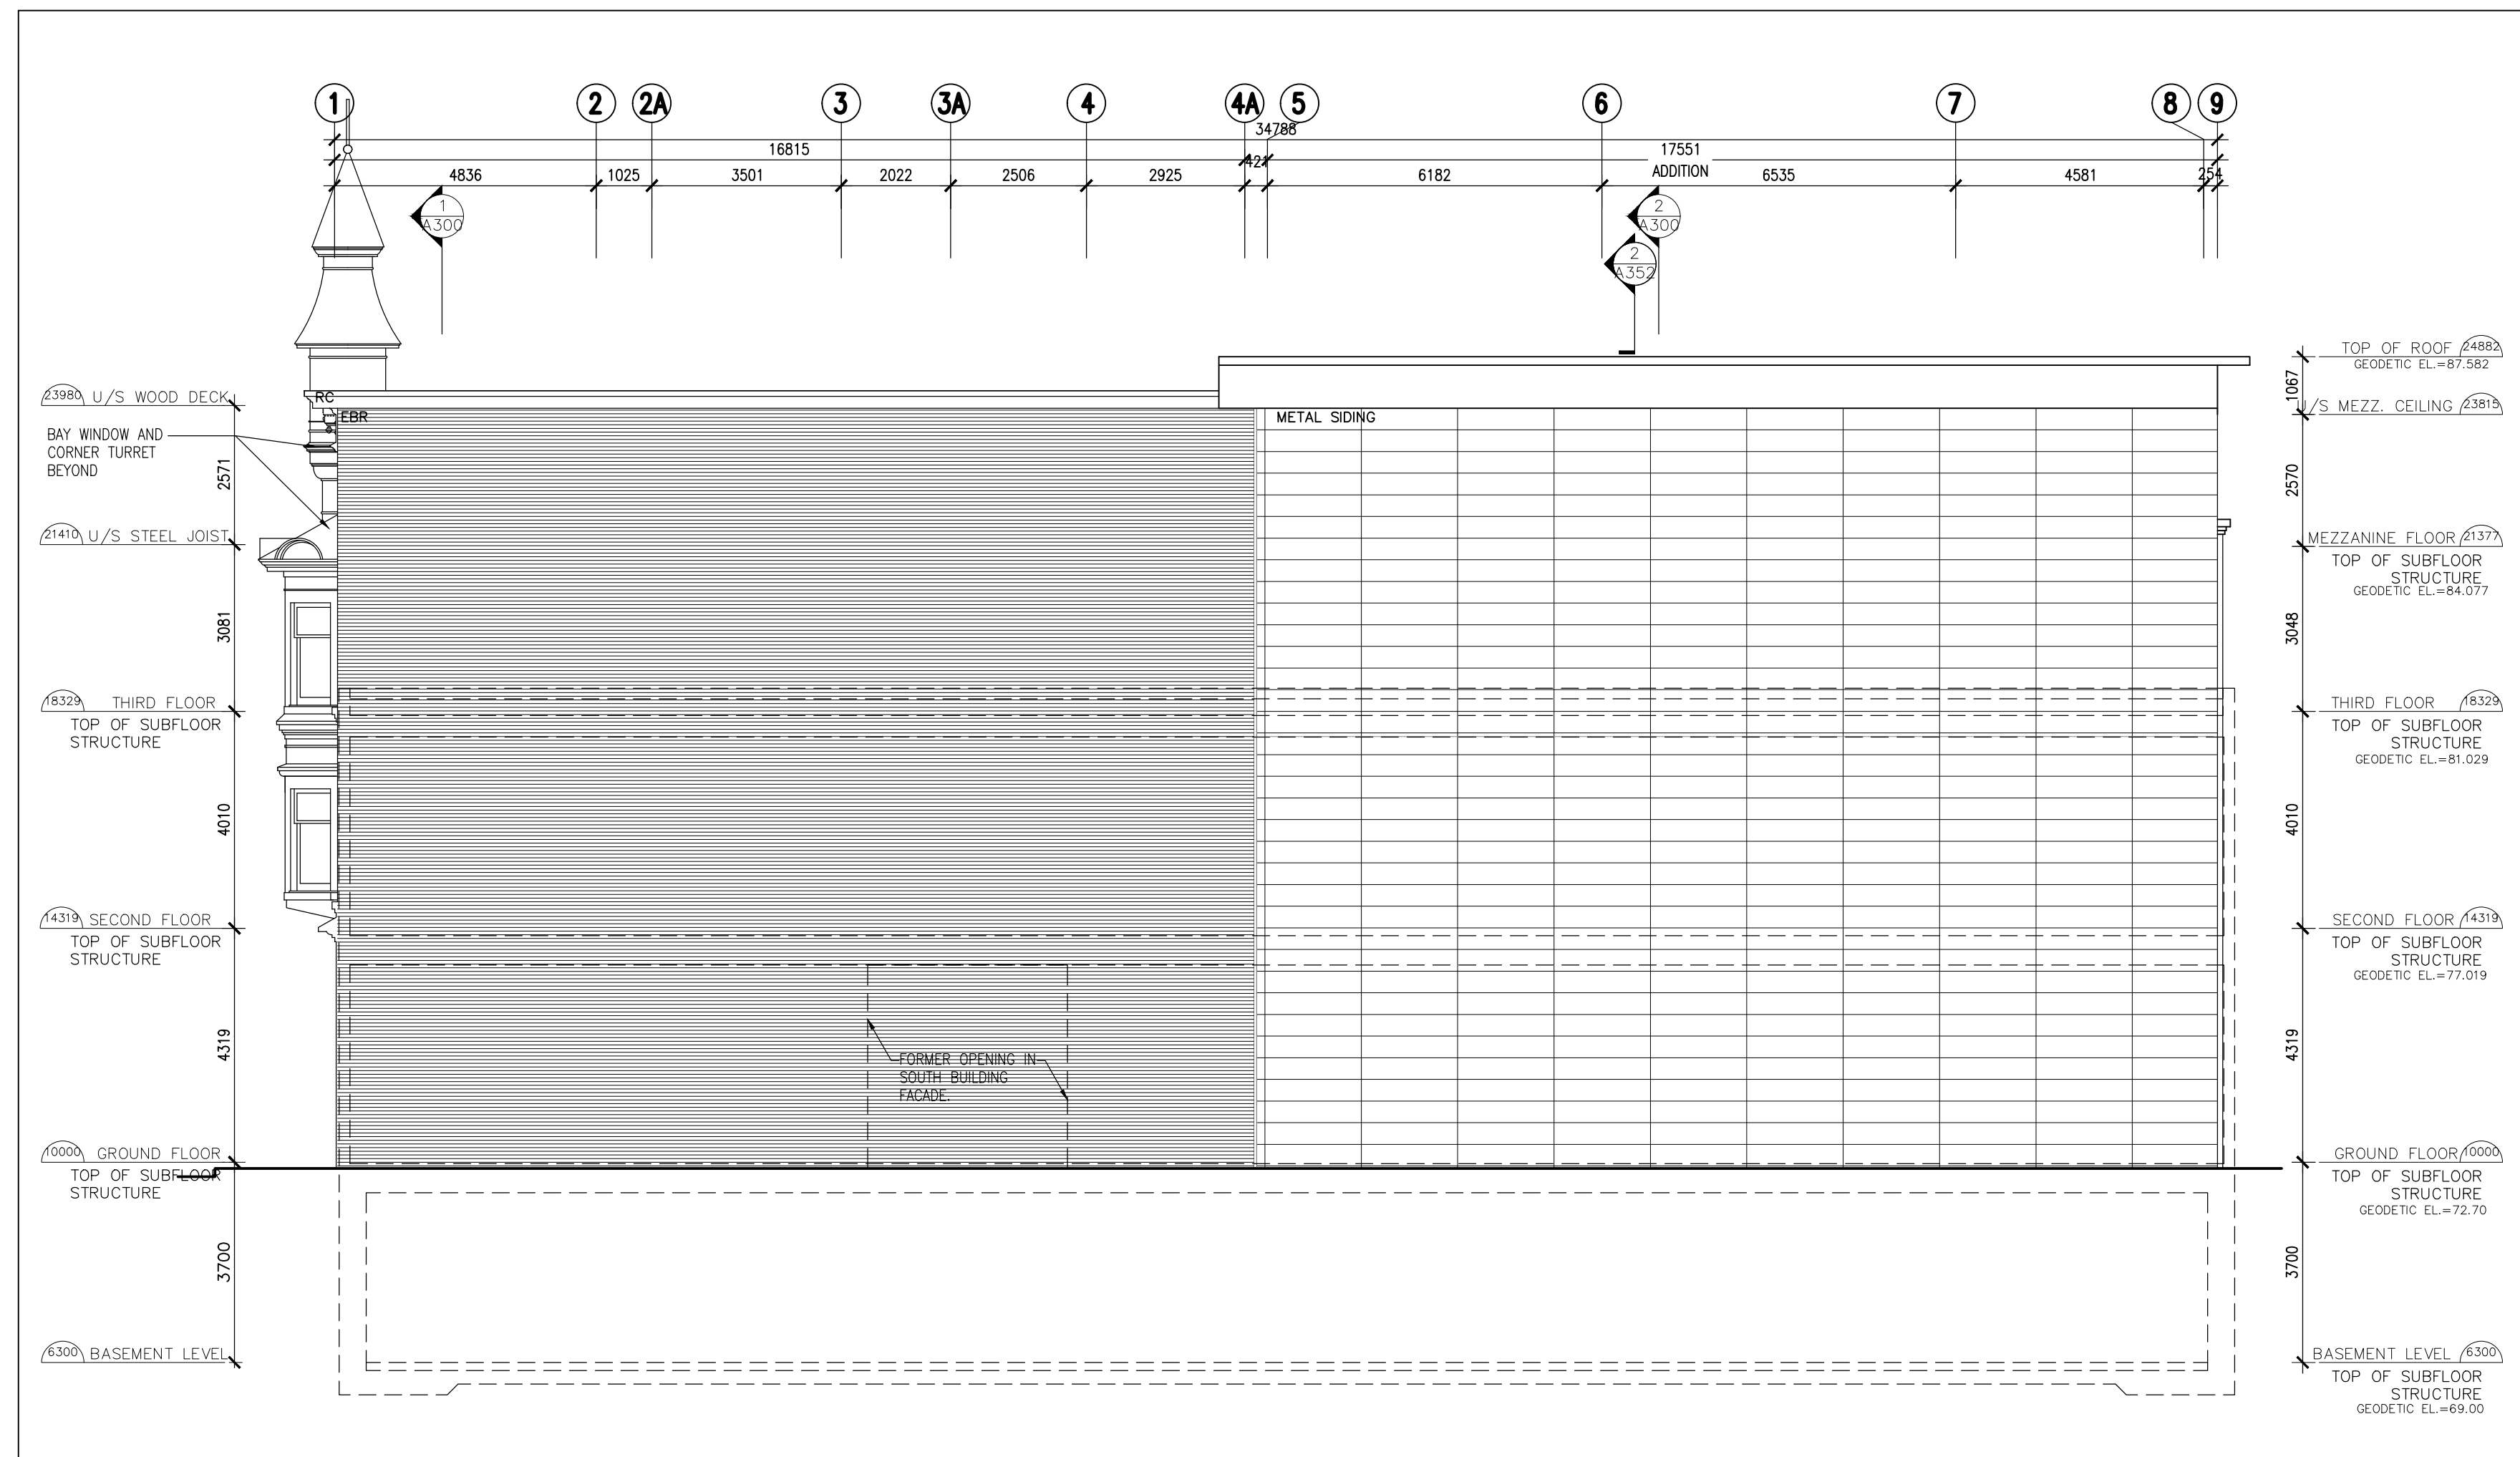 1 2 2A 3 3A 4 4A 5 6 7 8 9
34788
16815 421 17551
ADDITION
4836 1025 3501 2022 2506 2925 6182 6535 4581 254
1
A300
2
A300
2
A352
23980 U/S WOOD DECK
BAY WINDOW AND
CORNER TURRET
BEYOND
2571
21410 U/S STEEL JOIST
3081
18329 THIRD FLOOR
TOP OF SUBFLOOR
STRUCTURE
4010
14319 SECOND FLOOR
TOP OF SUBFLOOR
STRUCTURE
4319
10000 GROUND FLOOR
TOP OF SUBFLOOR
STRUCTURE
3700
6300 BASEMENT LEVEL
RC
EBR
METAL SIDING
FORMER OPENING IN
SOUTH BUILDING
FACADE.
TOP OF ROOF 24882
GEODETIC EL.=87.582
1067
U/S MEZZ. CEILING 23815
2570
MEZZANINE FLOOR 21377
TOP OF SUBFLOOR
STRUCTURE
GEODETIC EL.=84.077
3048
THIRD FLOOR 18329
TOP OF SUBFLOOR
STRUCTURE
GEODETIC EL.=81.029
4010
SECOND FLOOR 14319
TOP OF SUBFLOOR
STRUCTURE
GEODETIC EL.=77.019
4319
GROUND FLOOR 10000
TOP OF SUBFLOOR
STRUCTURE
GEODETIC EL.=72.70
3700
BASEMENT LEVEL 6300
TOP OF SUBFLOOR
STRUCTURE
GEODETIC EL.=69.00